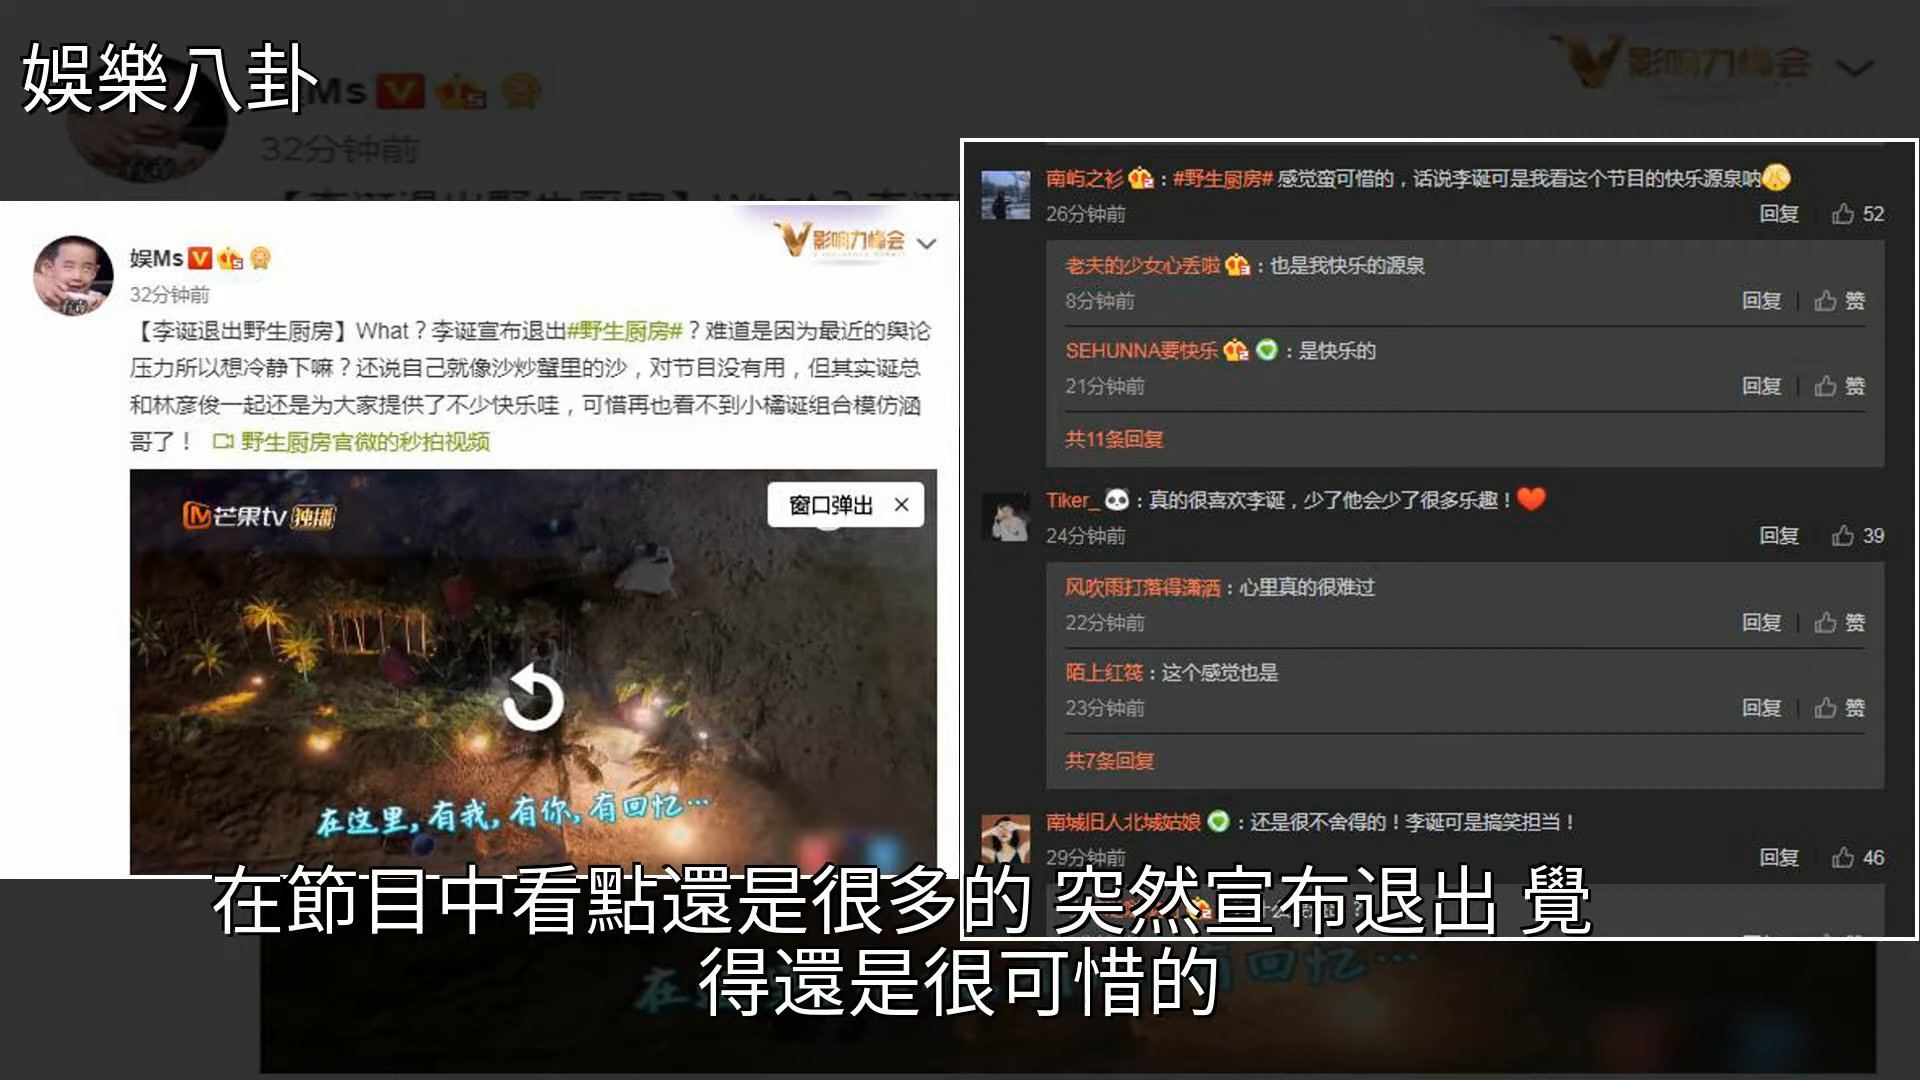 娛樂八卦
Ms
32分钟前
影响力峰会
娱Ms
影响力峰会
32分钟前
【李诞退出野生厨房】What？李诞宣布退出#野生厨房#？难道是因为最近的舆论
压力所以想冷静下嘛？还说自己就像沙炒蟹里的沙，对节目没有用，但其实诞总
和林彦俊一起还是为大家提供了不少快乐哇，可惜再也看不到小橘诞组合模仿涵
哥了！ 野生厨房官微的秒拍视频
芒果tv 独播
窗口弹出 ×
在这里，有我，有你，有回忆…
南屿之衫：#野生厨房# 感觉蛮可惜的，话说李诞可是我看这个节目的快乐源泉呐
26分钟前 回复 52
老夫的少女心丢啦：也是我快乐的源泉
8分钟前 回复 赞
SEHUNNA要快乐：是快乐的
21分钟前 回复 赞
共11条回复
Tiker_：真的很喜欢李诞，少了他会少了很多乐趣！
24分钟前 回复 39
风吹雨打落得潇洒：心里真的很难过
22分钟前 回复 赞
陌上红筏：这个感觉也是
23分钟前 回复 赞
共7条回复
南城旧人北城姑娘：还是很不舍得的！李诞可是搞笑担当！
29分钟前 回复 46
在節目中看點還是很多的 突然宣布退出 覺
得還是很可惜的